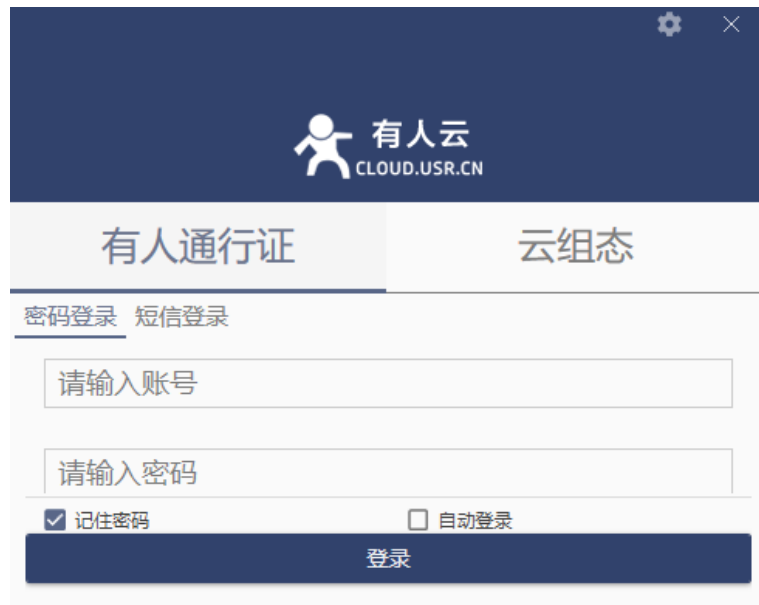 有人云
CLOUD.USR.CN
有人通行证 云组态
密码登录 短信登录
请输入账号
请输入密码
记住密码 自动登录
登录